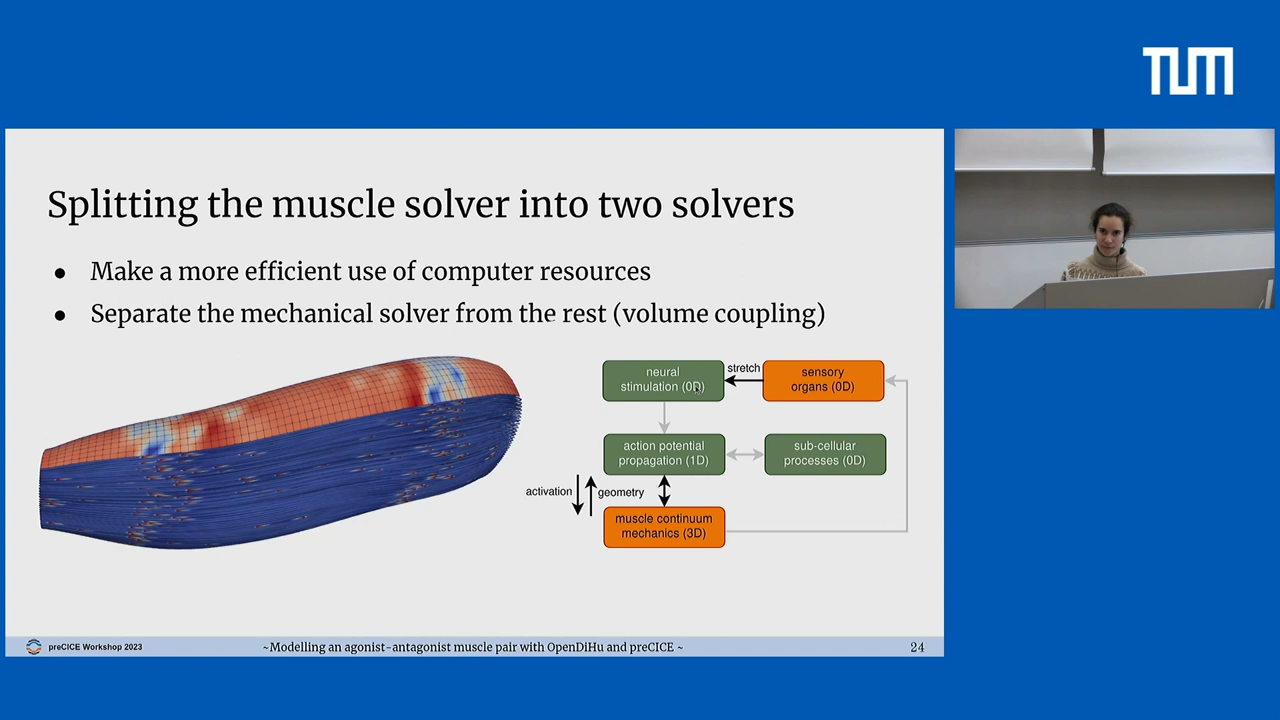 TUM
Splitting the muscle solver into two solvers
● Make a more efficient use of computer resources
● Separate the mechanical solver from the rest (volume coupling)
neural
stimulation (0D)
stretch
sensory
organs (0D)
action potential
propagation (1D)
sub-cellular
processes (0D)
activation
geometry
muscle continuum
mechanics (3D)
preCICE Workshop 2023
~Modelling an agonist-antagonist muscle pair with OpenDiHu and preCICE ~
24